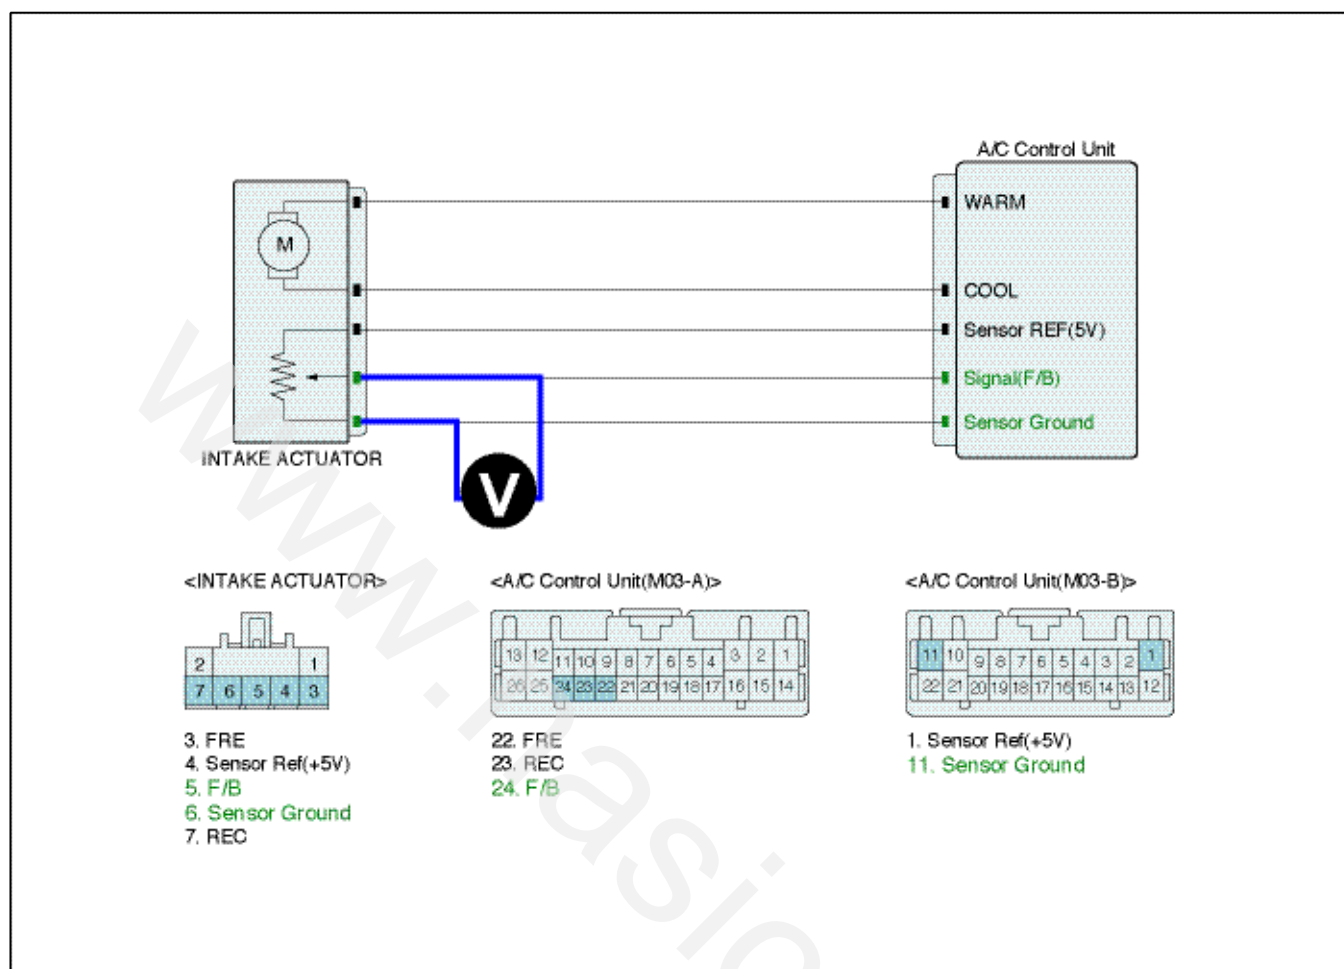 A/C Control Unit
WARM
M
COOL
Sensor REF(5V)
Signal(F/B)
Sensor Ground
INTAKE ACTUATOR
V
<INTAKE ACTUATOR>
2 1
7 6 5 4 3
3. FRE
4. Sensor Ref(+5V)
5. F/B
6. Sensor Ground
7. REC
<A/C Control Unit(M03-A)>
13 12 11 10 9 8 7 6 5 4 3 2 1
26 25 24 23 22 21 20 19 18 17 16 15 14
22. FRE
23. REC
24. F/B
<A/C Control Unit(M03-B)>
11 10 9 8 7 6 5 4 3 2 1
22 21 20 19 18 17 16 15 14 13 12
1. Sensor Ref(+5V)
11. Sensor Ground
www.nasio